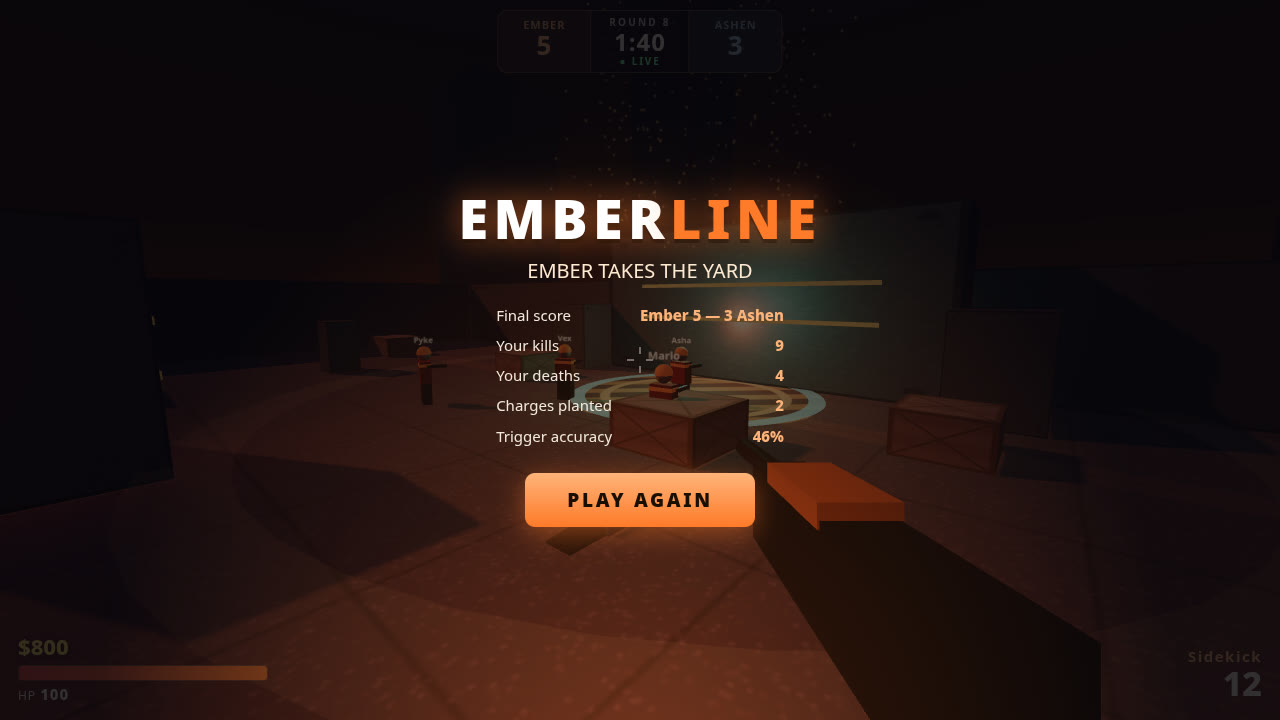 EMBER
ROUND 8
ASHEN
5
1:40
3
● LIVE
EMBERLINE
EMBER TAKES THE YARD
Final score Ember 5 — 3 Ashen
Your kills 9
Your deaths 4
Charges planted 2
Trigger accuracy 46%
Pyke
Vex
Asha
Marlo
PLAY AGAIN
$800
HP 100
Sidekick
12